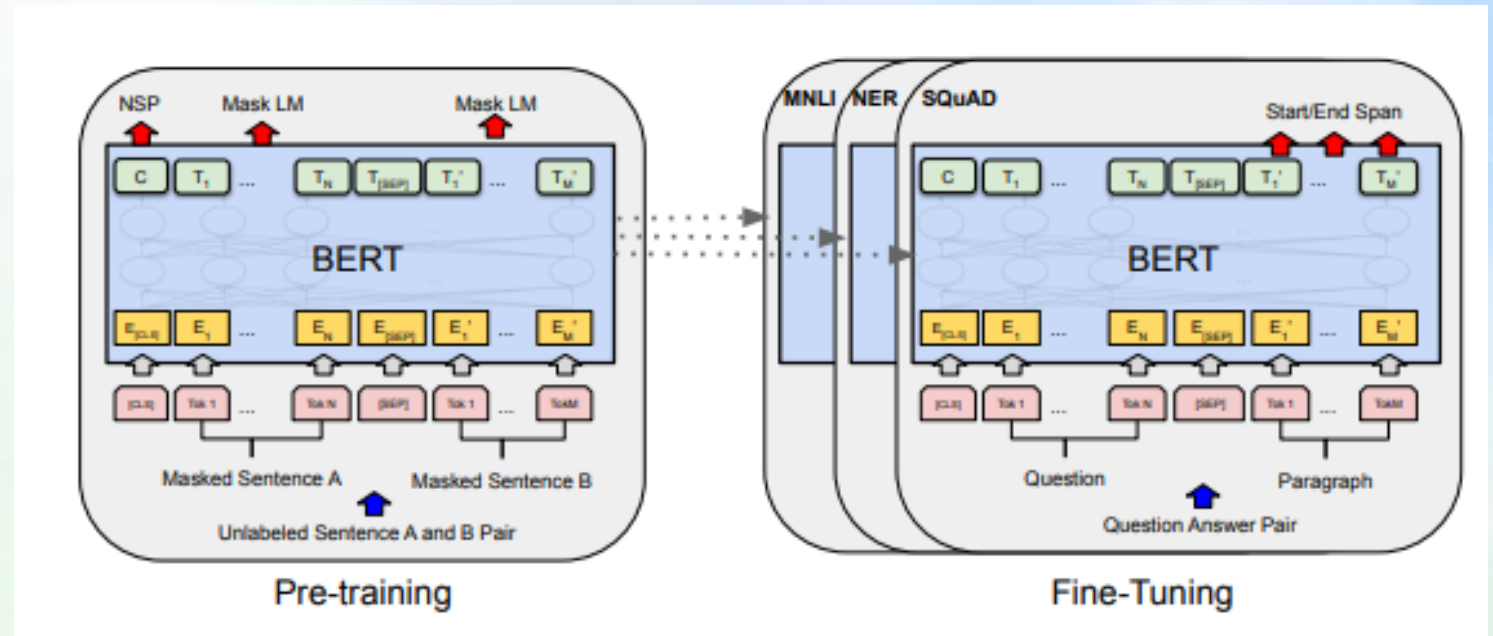 NSP Mask LM Mask LM
C T1 ... TN T[SEP] T1' ... TM'
BERT
E[CLS] E1 ... EN E[SEP] E1' ... EM'
[CLS] Tok 1 ... Tok N [SEP] Tok 1 ... TokM
Masked Sentence A Masked Sentence B
Unlabeled Sentence A and B Pair
Pre-training
MNLI NER SQuAD
Start/End Span
C T1 ... TN T[SEP] T1' ... TM'
BERT
E[CLS] E1 ... EN E[SEP] E1' ... EM'
[CLS] Tok 1 ... Tok N [SEP] Tok 1 .... TokM
Question Paragraph
Question Answer Pair
Fine-Tuning